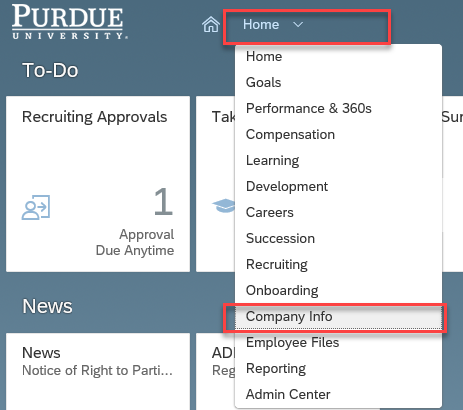 PURDUE
UNIVERSITY®
Home
To-Do
Recruiting Approvals
1
Approval
Due Anytime
Tak
Sur
Home
Goals
Performance & 360s
Compensation
Learning
Development
Careers
Succession
Recruiting
Onboarding
Company Info
Employee Files
Reporting
Admin Center
News
News
Notice of Right to Parti...
ADI
Reg